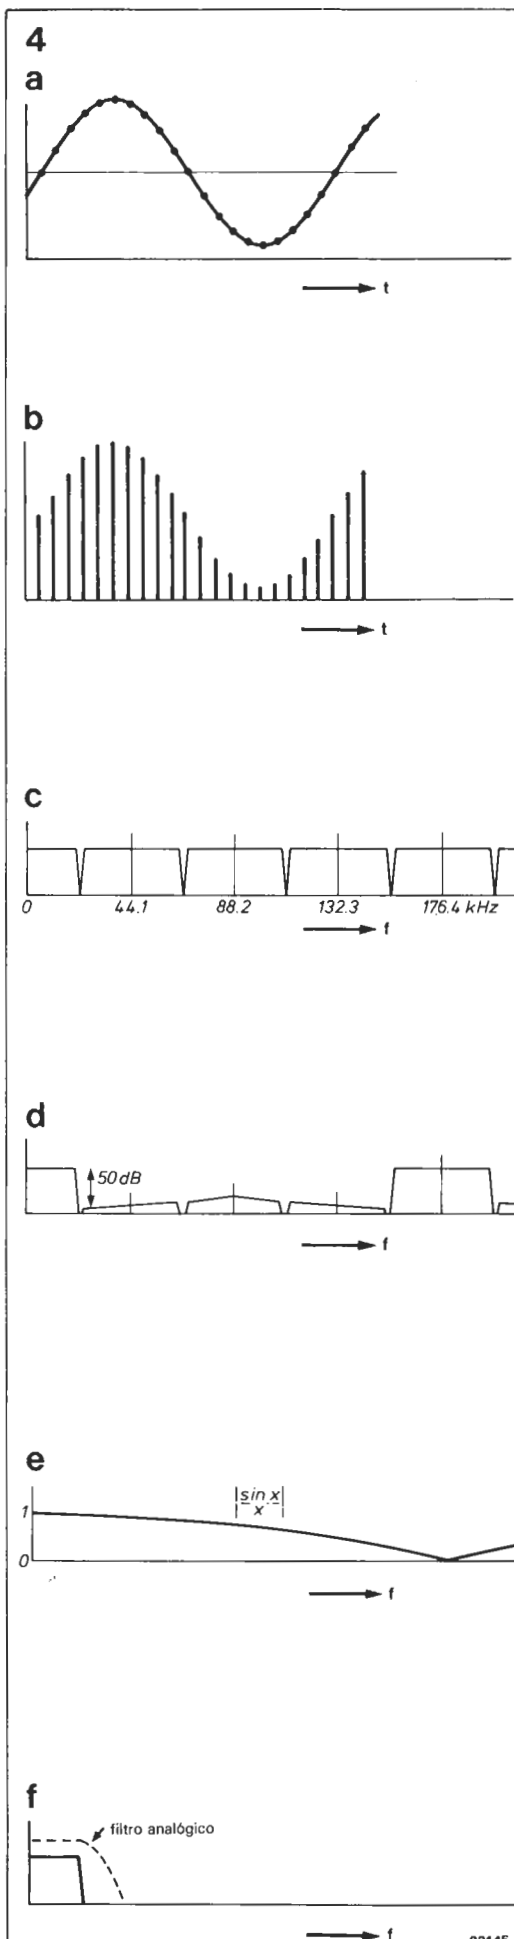 4
a
t
b
t
c
0 44.1 88.2 132.3 176.4 kHz
f
d
50 dB
f
e
|sin x / x|
1
0
f
f
filtro analógico
f